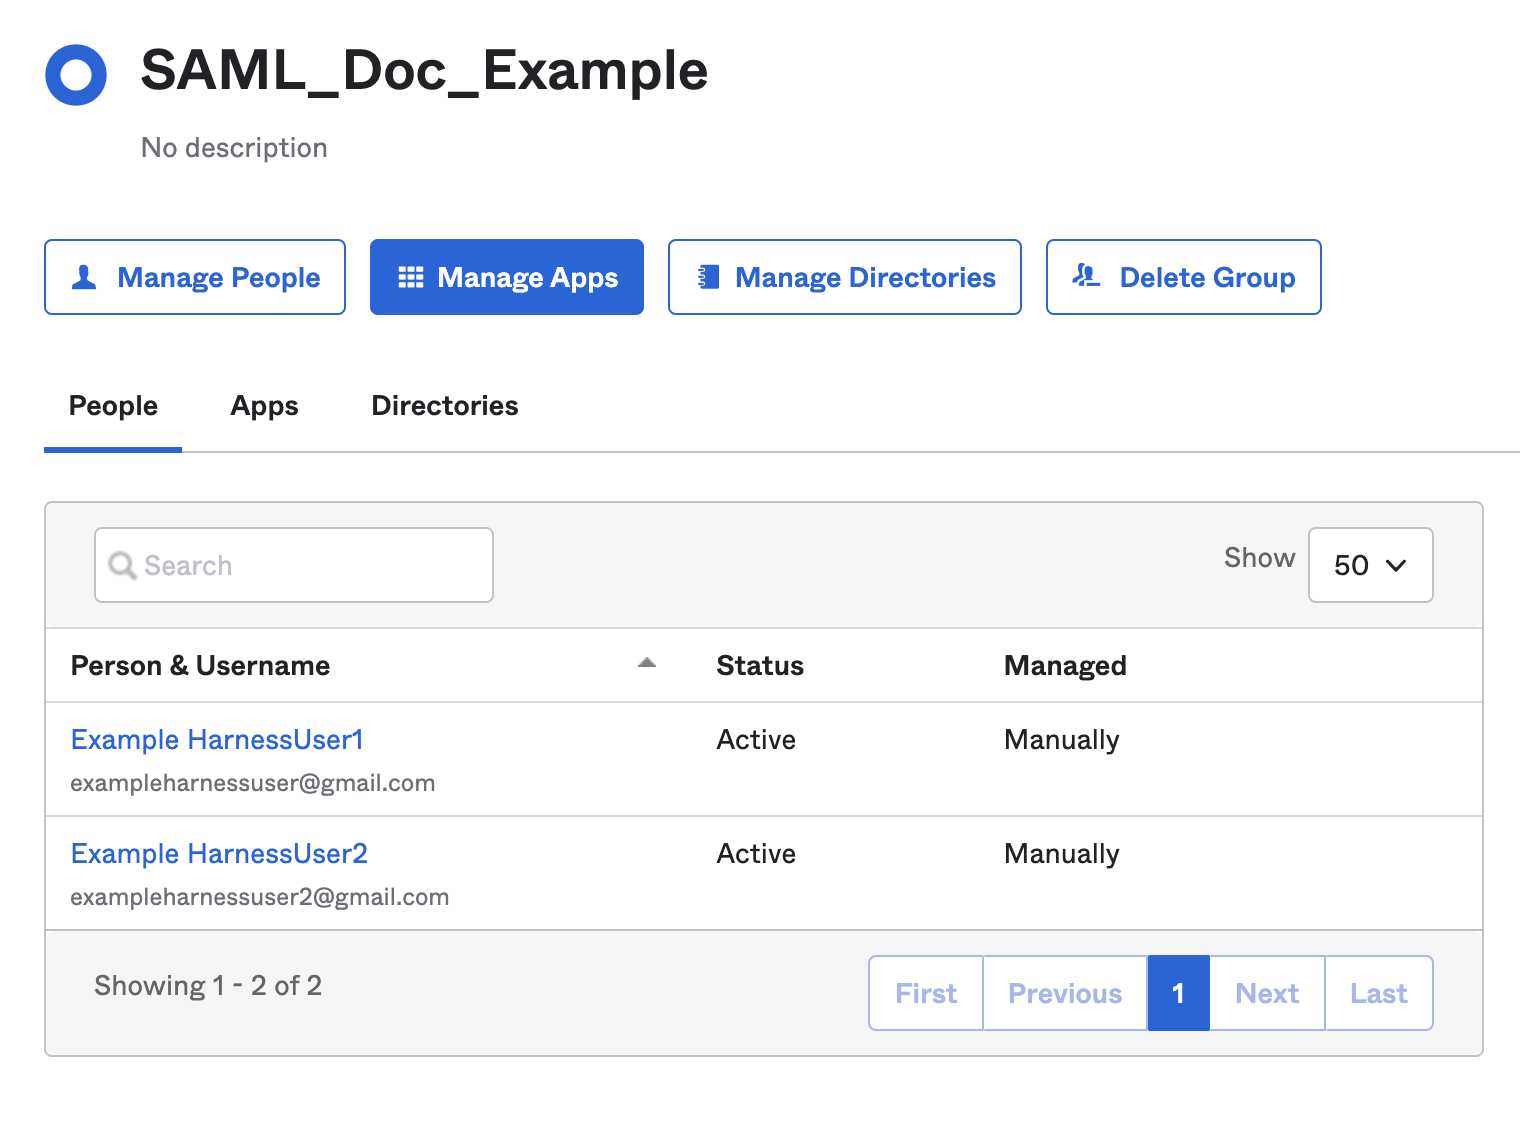 SAML_Doc_Example
No description
Manage People Manage Apps Manage Directories Delete Group
People Apps Directories
Search Show 50
Person & Username Status Managed
Example HarnessUser1 Active Manually
exampleharnessuser@gmail.com
Example HarnessUser2 Active Manually
exampleharnessuser2@gmail.com
Showing 1 - 2 of 2 First Previous 1 Next Last